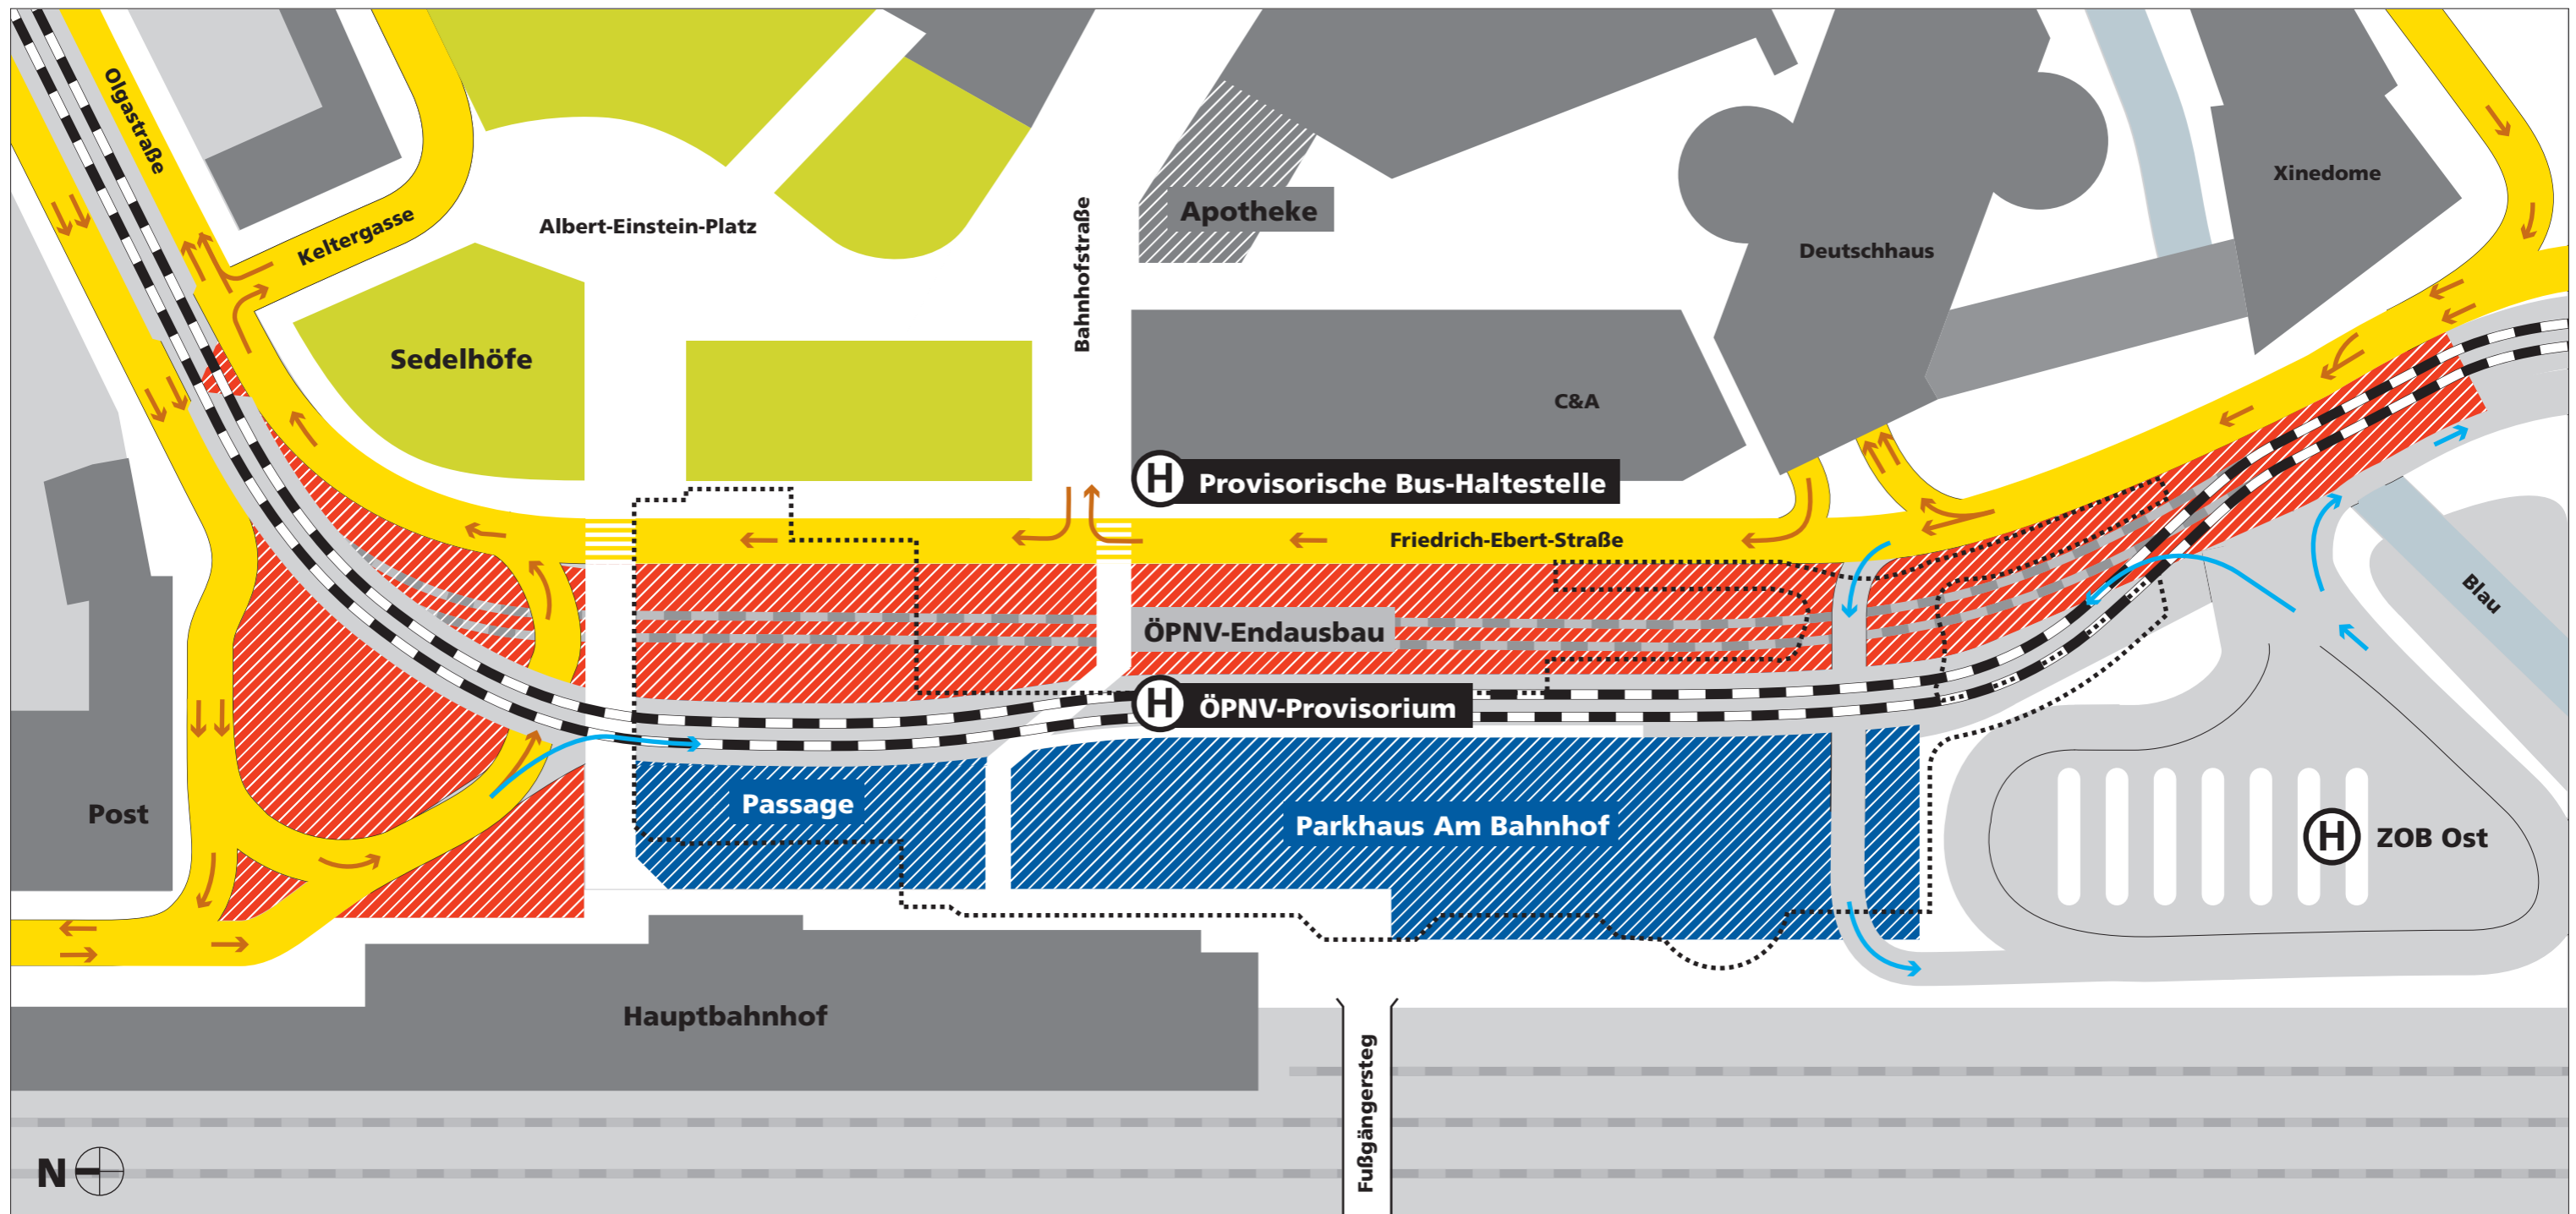 Olgastraße
Keltergasse
Albert-Einstein-Platz
Bahnhofstraße
Apotheke
Deutschhaus
Xinedome
Sedelhöfe
C&A
H Provisorische Bus-Haltestelle
Friedrich-Ebert-Straße
Blau
ÖPNV-Endausbau
H ÖPNV-Provisorium
Post
Passage
Parkhaus Am Bahnhof
H ZOB Ost
Hauptbahnhof
Fußgängersteg
N